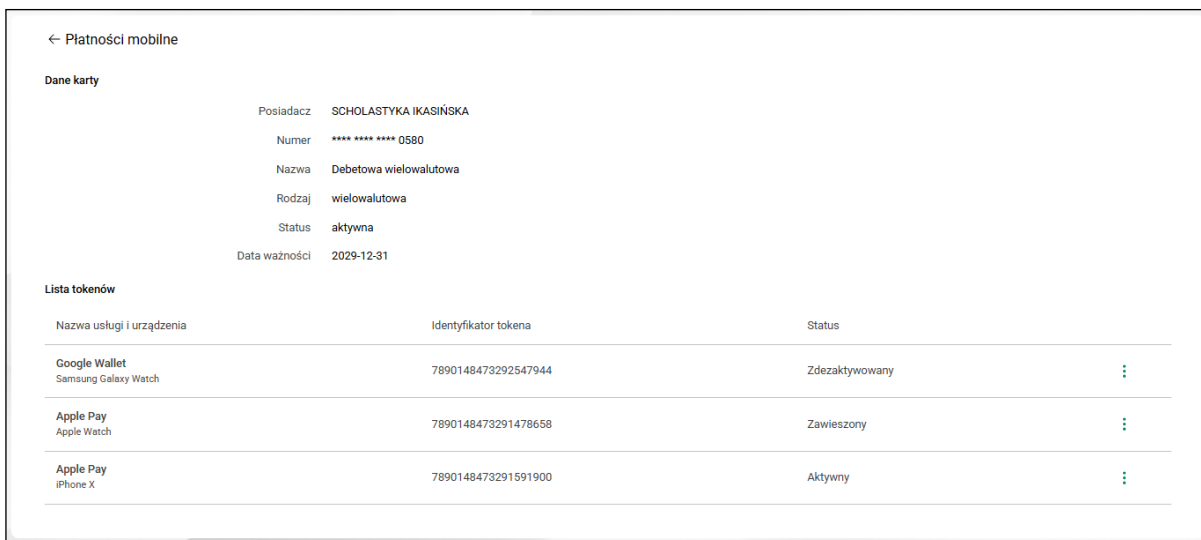 ← Płatności mobilne
Dane karty
Posiadacz SCHOLASTYKA IKASIŃSKA
Numer **** **** **** 0580
Nazwa Debetowa wielowalutowa
Rodzaj wielowalutowa
Status aktywna
Data ważności 2029-12-31
Lista tokenów
Nazwa usługi i urządzenia Identyfikator tokena Status
Google Wallet
Samsung Galaxy Watch 7890148473292547944 Zdezaktywowany
Apple Pay
Apple Watch 7890148473291478658 Zawieszony
Apple Pay
iPhone X 7890148473291591900 Aktywny